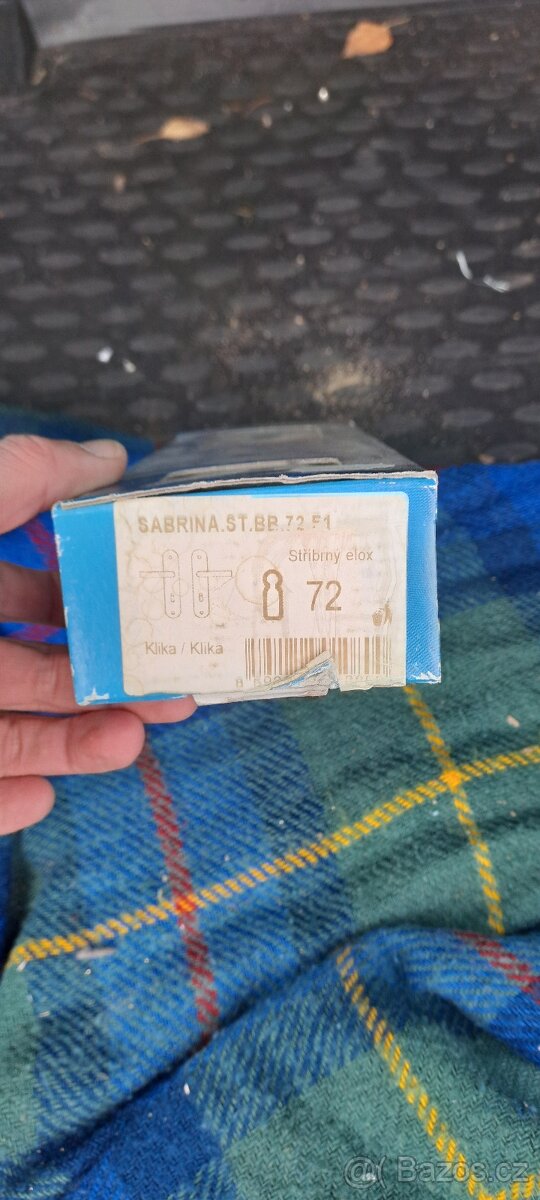 SABRINA.ST.BB.72.F1
Stříbrný elox
72
Klika / Klika
Bazos.cz